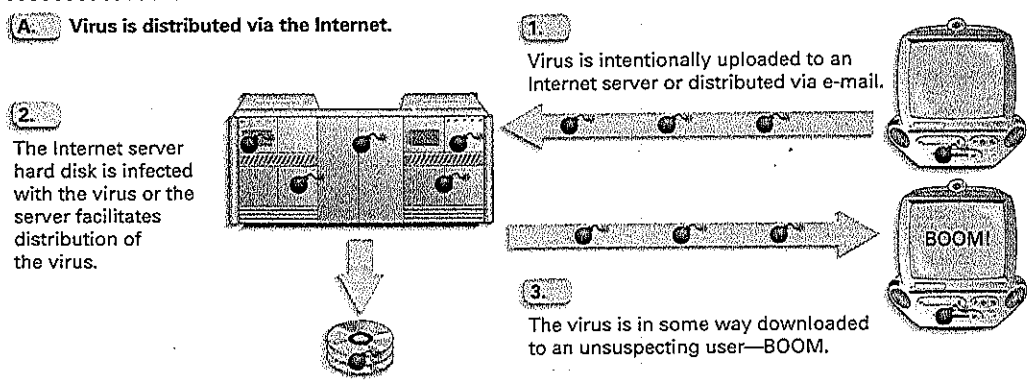 A. Virus is distributed via the Internet.
1.
Virus is intentionally uploaded to an
Internet server or distributed via e-mail.
2.
The Internet server
hard disk is infected
with the virus or the
server facilitates
distribution of
the virus.
BOOM!
3.
The virus is in some way downloaded
to an unsuspecting user—BOOM.